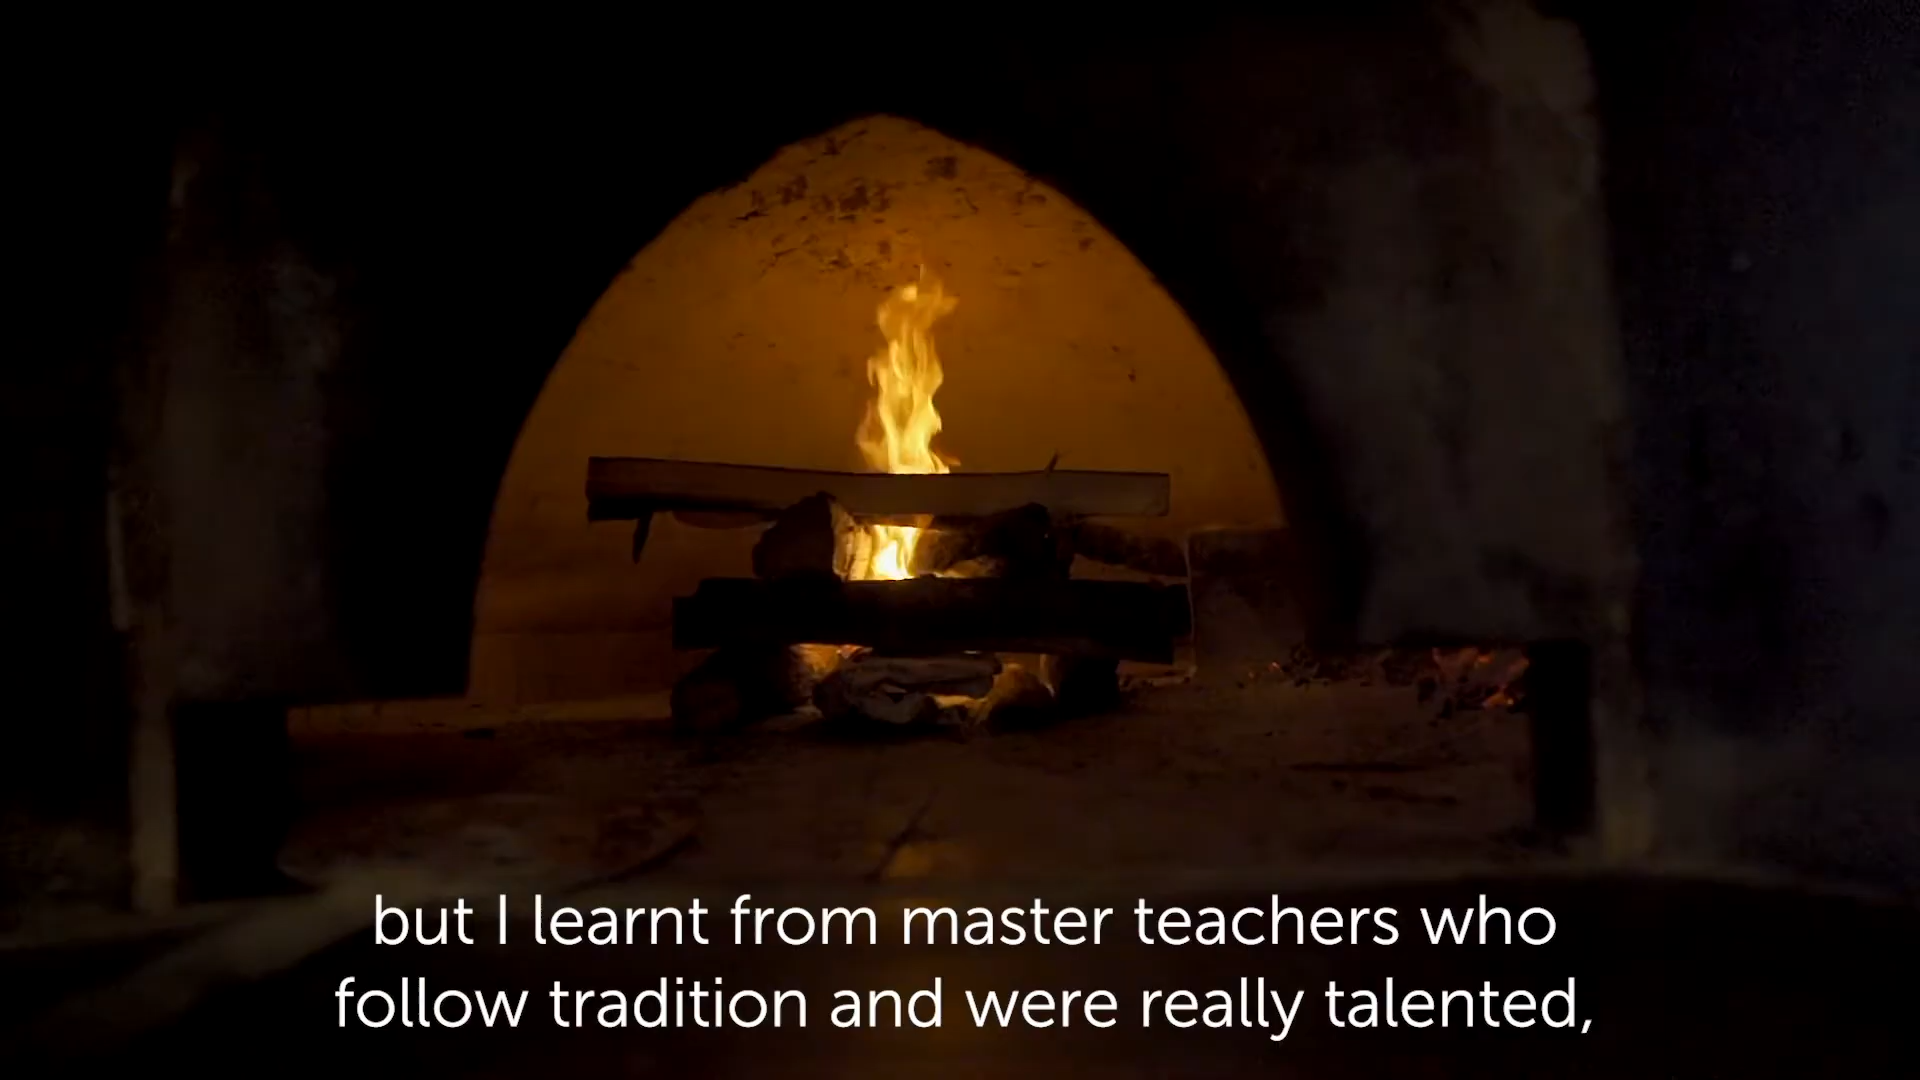 but I learnt from master teachers who
follow tradition and were really talented,